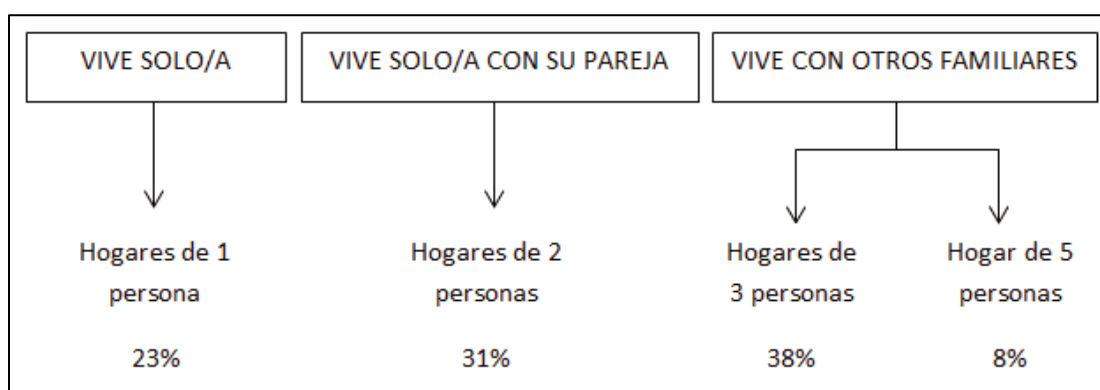 VIVE SOLO/A
VIVE SOLO/A CON SU PAREJA
VIVE CON OTROS FAMILIARES
Hogares de 1
persona
23%
Hogares de 2
personas
31%
Hogares de
3 personas
38%
Hogar de 5
personas
8%